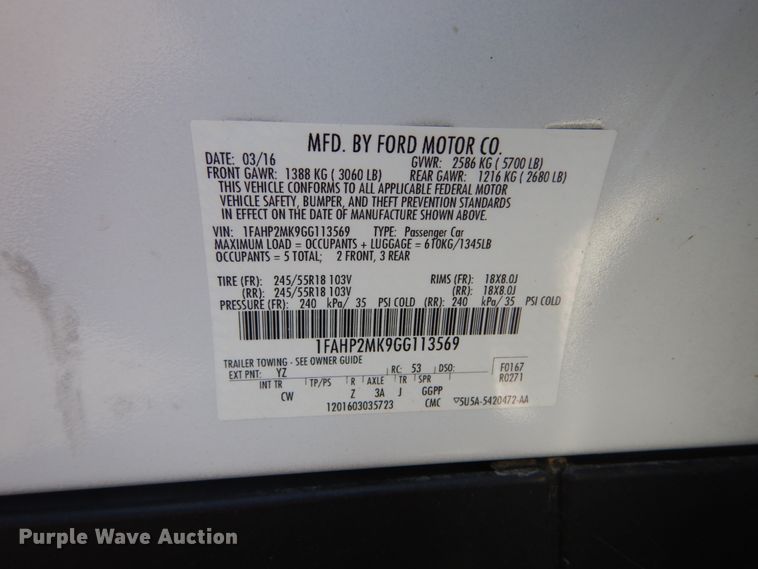 MFD. BY FORD MOTOR CO.
DATE: 03/16 GVWR: 2586 KG ( 5700 LB)
FRONT GAWR: 1388 KG ( 3060 LB) REAR GAWR: 1216 KG ( 2680 LB)
THIS VEHICLE CONFORMS TO ALL APPLICABLE FEDERAL MOTOR
VEHICLE SAFETY, BUMPER, AND THEFT PREVENTION STANDARDS
IN EFFECT ON THE DATE OF MANUFACTURE SHOWN ABOVE.
VIN: 1FAHP2MK9GG113569 TYPE: Passenger Car
MAXIMUM LOAD = OCCUPANTS + LUGGAGE = 610KG/1345LB
OCCUPANTS = 5 TOTAL; 2 FRONT, 3 REAR
TIRE (FR): 245/55R18 103V RIMS (FR): 18X8.0J
(RR): 245/55R18 103V (RR): 18X8.0J
PRESSURE (FR): 240 kPa/ 35 PSI COLD (RR): 240 kPa/ 35 PSI COLD
1FAHP2MK9GG113569
TRAILER TOWING - SEE OWNER GUIDE
EXT PNT: YZ RC: 53 DSO: F0167
R0271
INT TR TP/PS R AXLE TR SPR
CW Z 3A J GGPP
1201603035723 CMC ▽SU5A-5420472-AA
Purple Wave Auction